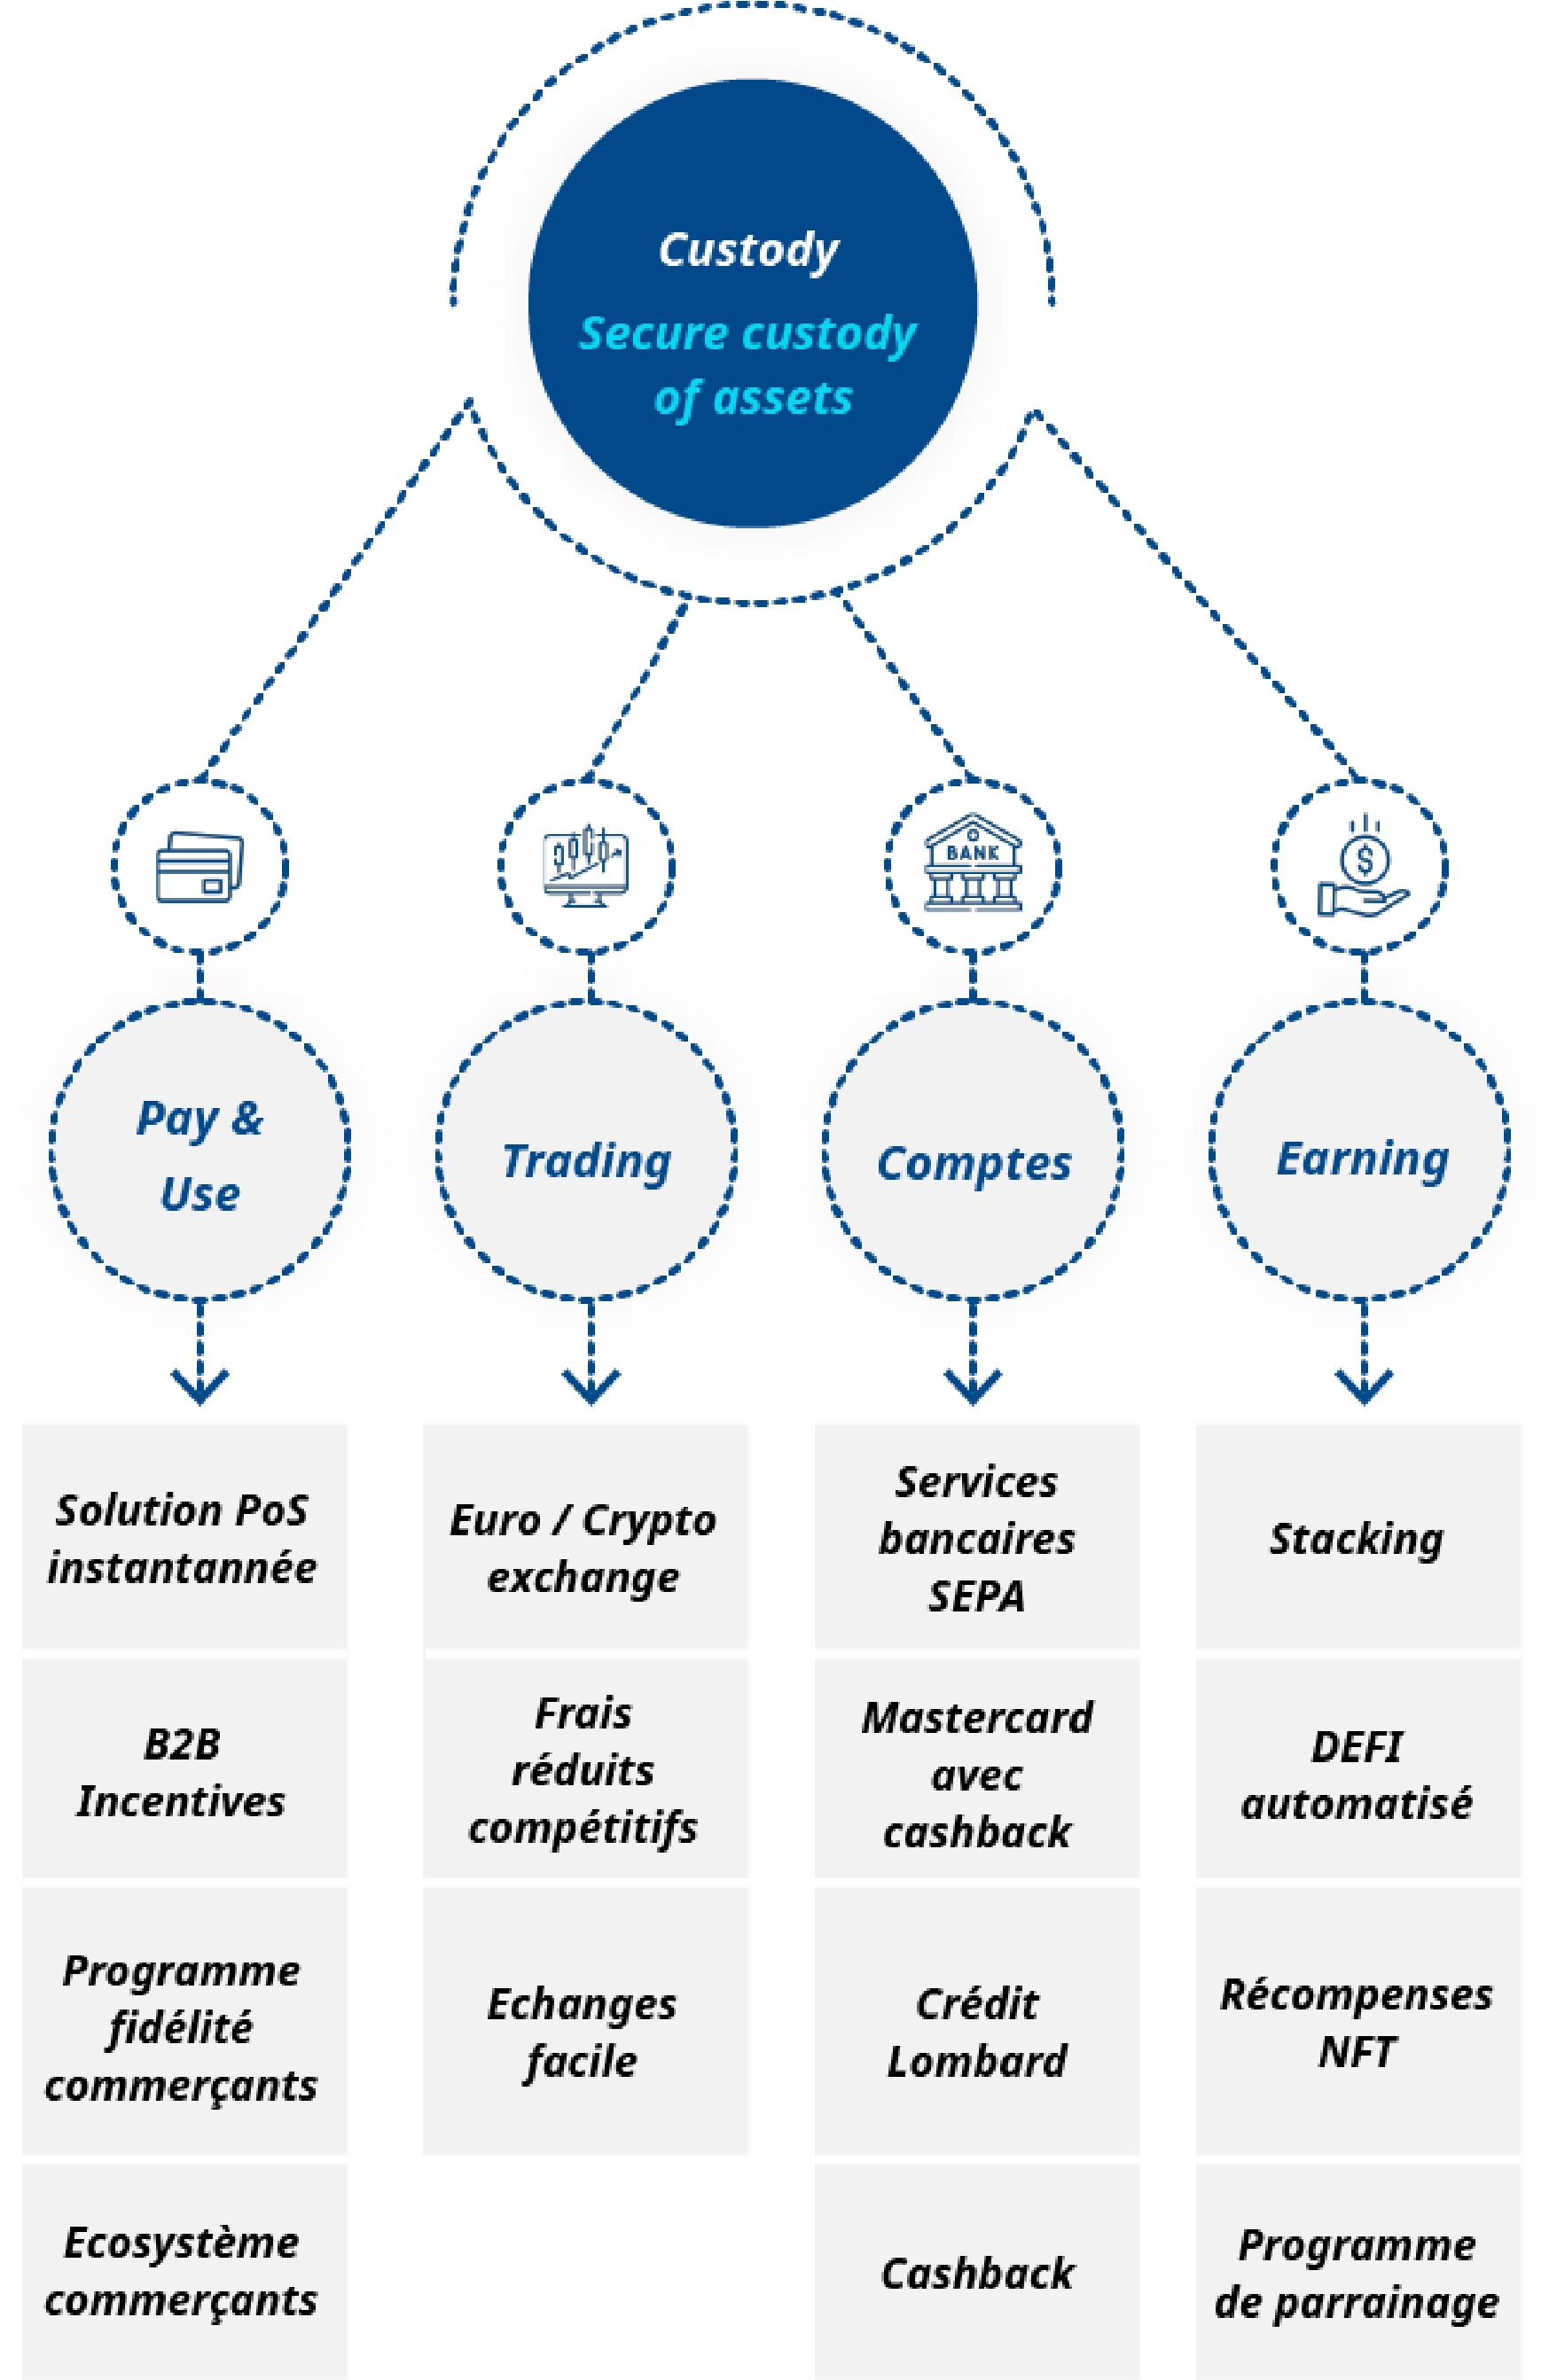 Custody
Secure custody
of assets
BANK
$
Pay &
Use
Trading
Comptes
Earning
Solution PoS
instantannée
B2B
Incentives
Programme
fidélité
commerçants
Ecosystème
commerçants
Euro / Crypto
exchange
Frais
réduits
compétitifs
Echanges
facile
Services
bancaires
SEPA
Mastercard
avec
cashback
Crédit
Lombard
Cashback
Stacking
DEFI
automatisé
Récompenses
NFT
Programme
de parrainage